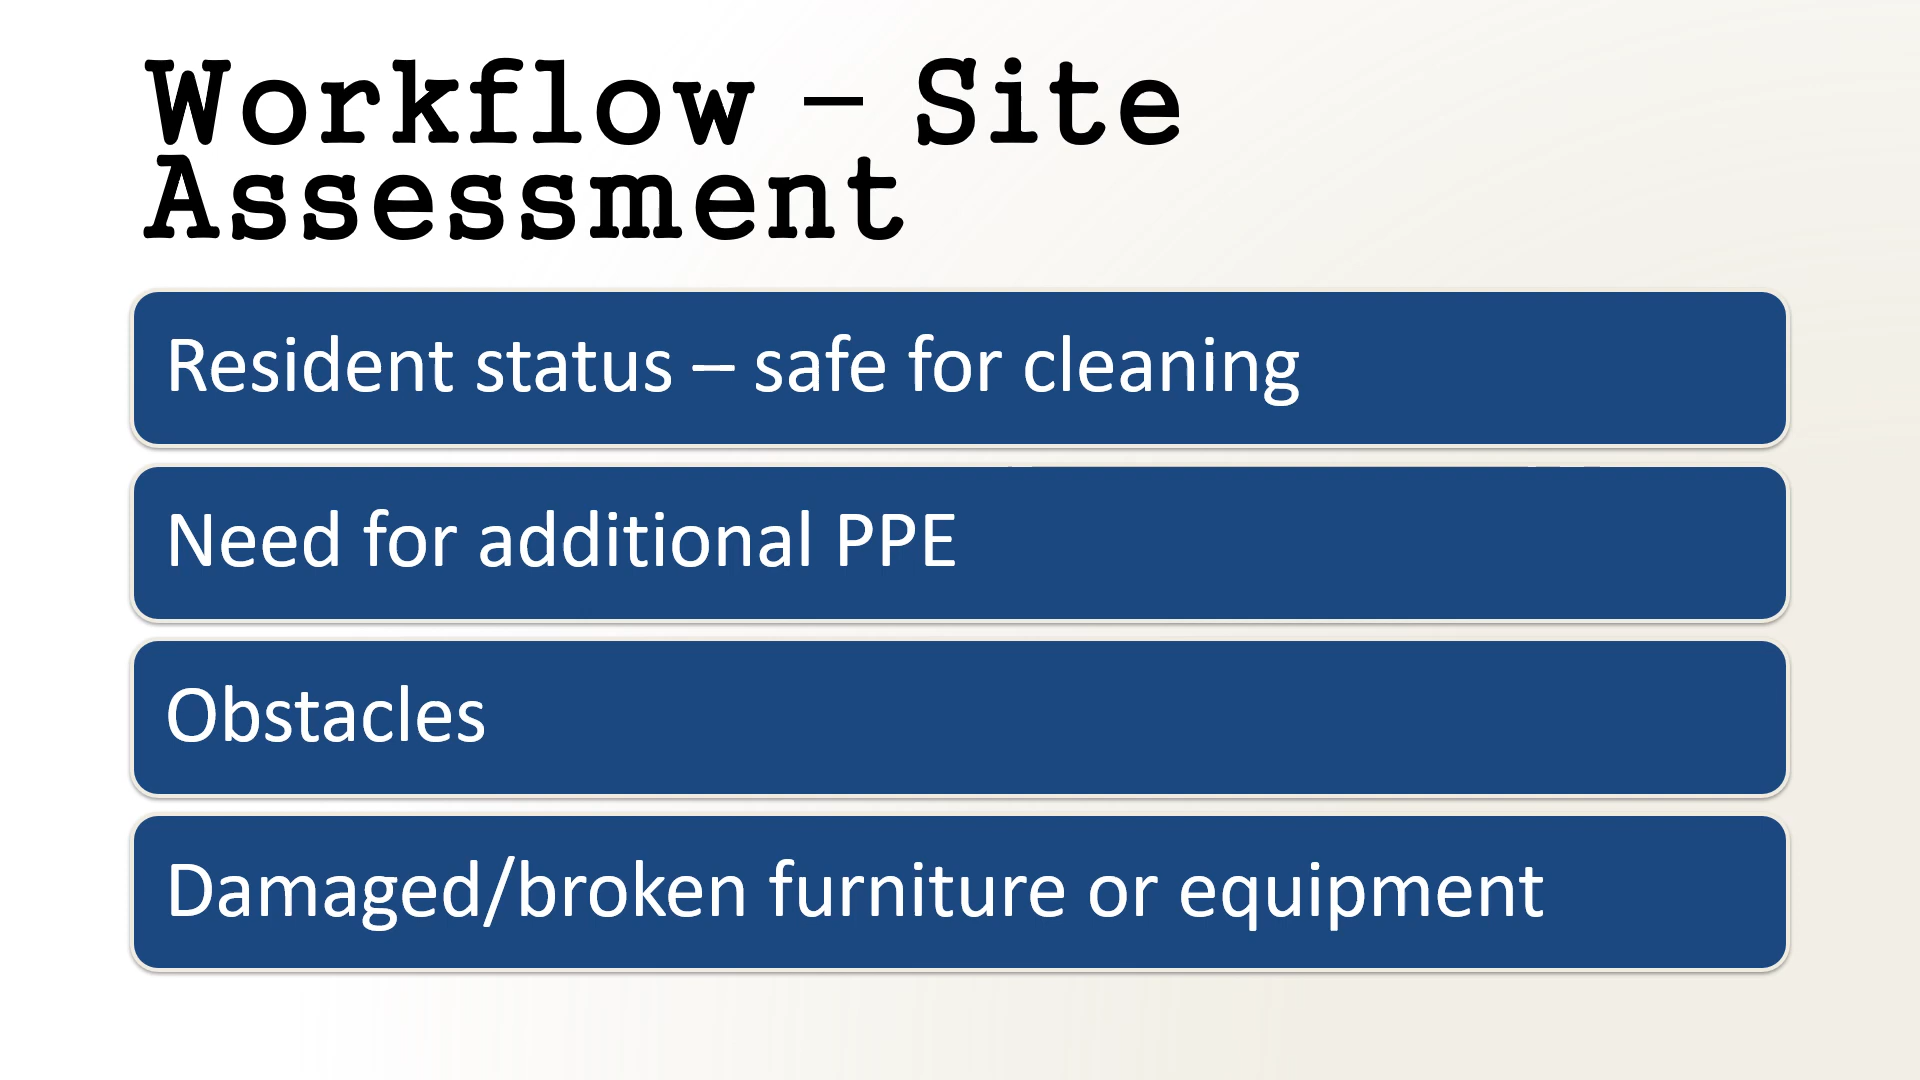 Workflow – Site
Assessment
Resident status – safe for cleaning
Need for additional PPE
Obstacles
Damaged/broken furniture or equipment